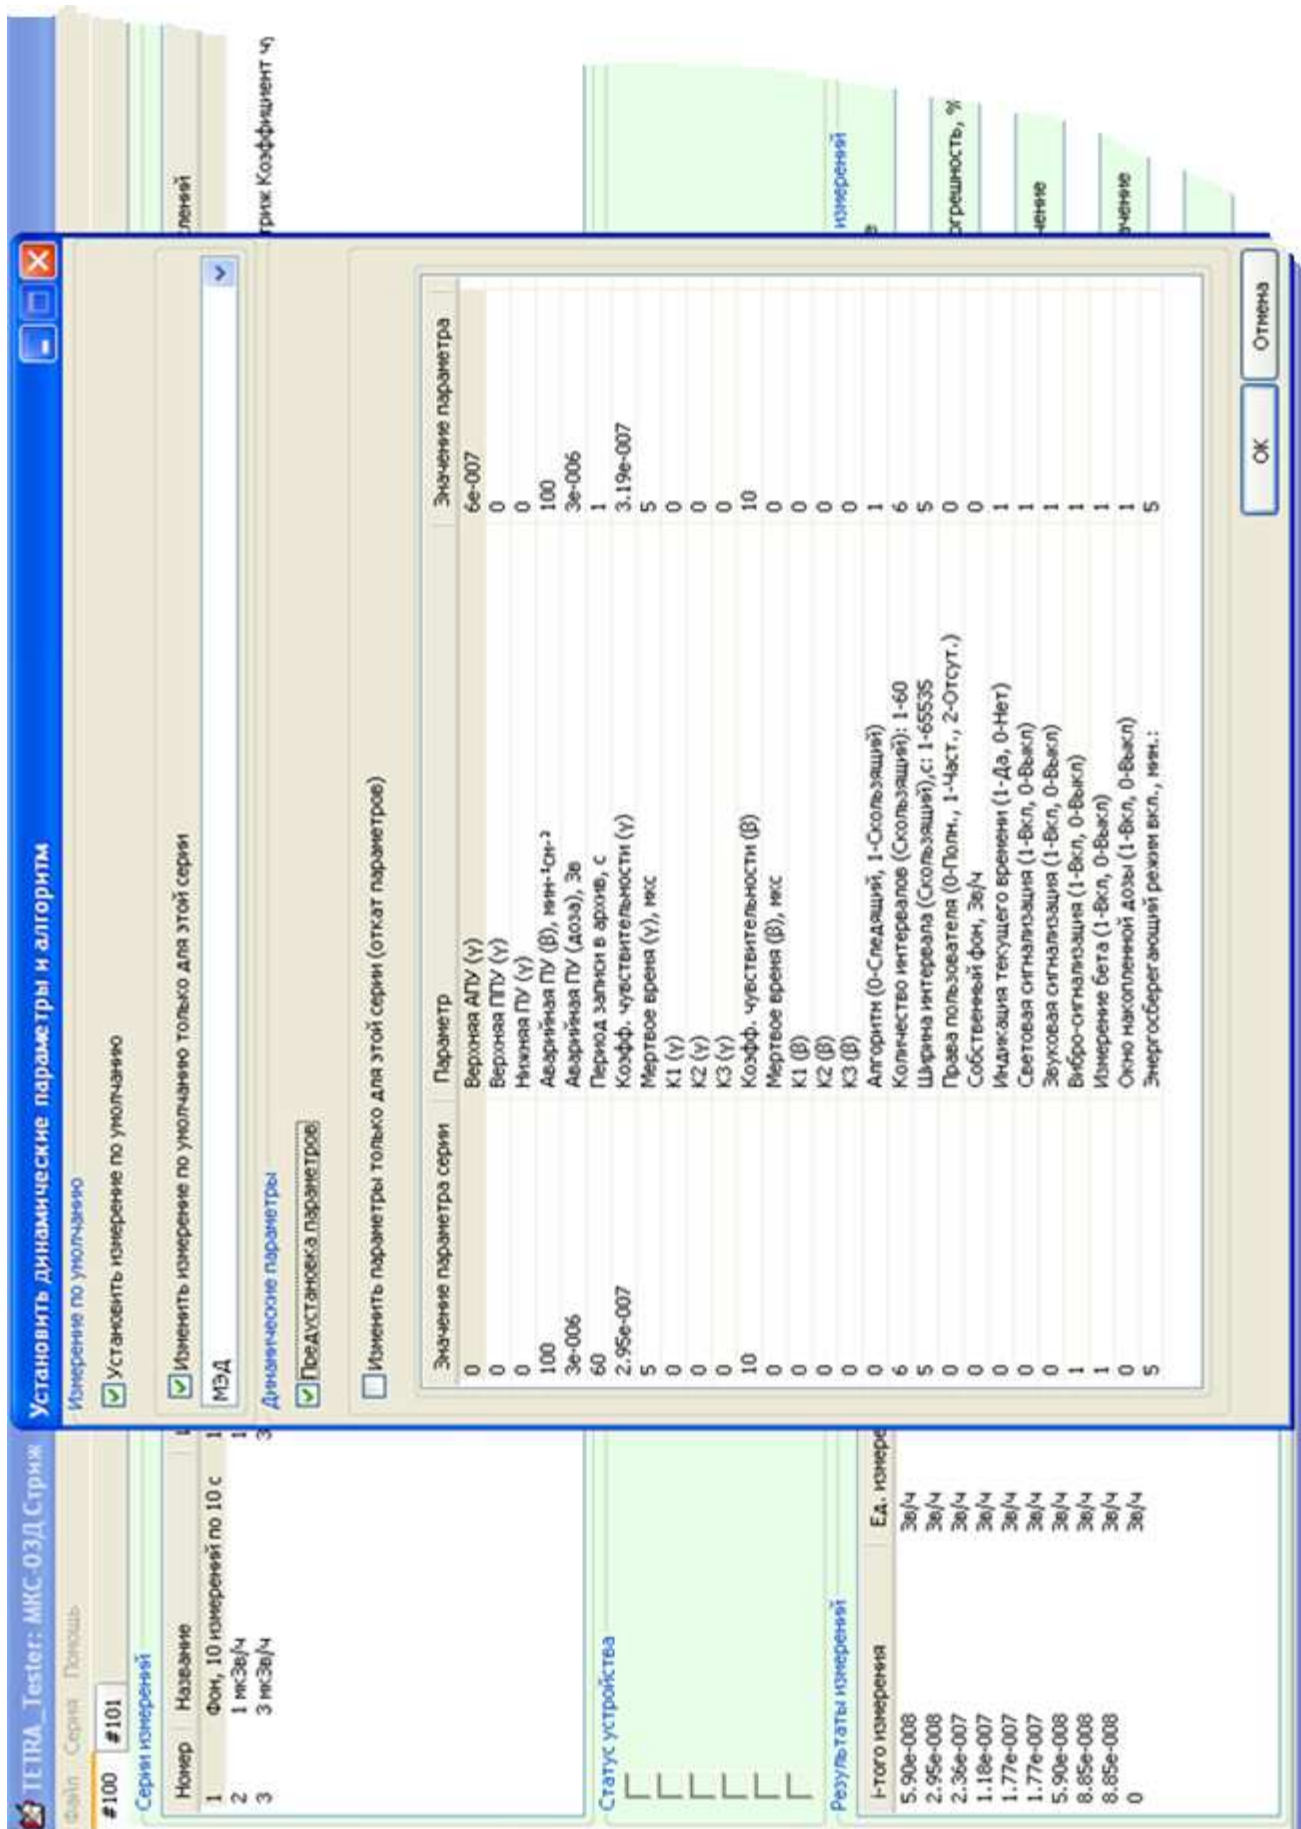 TETRA_Tester: МКС-03Д Стриж
Файл Серия Помощь
#100 #101
Серии измерений
Номер Название
1 Фон, 10 измерений по 10 с 1
2 1 мкЗв/ч 1
3 3 мкЗв/ч 3
Статус устройства
Результаты измерений
i-того измерения Ед. измере
5.90e-008 Зв/ч
2.95e-008 Зв/ч
2.36e-007 Зв/ч
1.18e-007 Зв/ч
1.77e-007 Зв/ч
1.77e-007 Зв/ч
5.90e-008 Зв/ч
8.85e-008 Зв/ч
8.85e-008 Зв/ч
0 Зв/ч
Установить динамические параметры и алгоритм
Измерение по умолчанию
Установить измерение по умолчанию
Изменить измерение по умолчанию только для этой серии
МЭД
Динамические параметры
Предустановка параметров
Изменить параметры только для этой серии (откат параметров)
Значение параметра серии Параметр Значение параметра
0 Верхняя АПУ (γ) 6e-007
0 Верхняя ППУ (γ) 0
0 Нижняя ПУ (γ) 0
100 Аварийная ПУ (β), мин-¹см-² 100
3e-006 Аварийная ПУ (доза), Зв 3e-006
60 Период записи в архив, с 1
2.95e-007 Коэфф. чувствительности (γ) 3.19e-007
5 Мертвое время (γ), мкс 5
0 K1 (γ) 0
0 K2 (γ) 0
0 K3 (γ) 0
10 Коэфф. чувствительности (β) 10
0 Мертвое время (β), мкс 0
0 K1 (β) 0
0 K2 (β) 0
0 K3 (β) 0
0 Алгоритм (0-Следящий, 1-Скользящий) 1
6 Количество интервалов (Скользящий): 1-60 6
5 Ширина интервала (Скользящий),с: 1-65535 5
0 Права пользователя (0-Полн., 1-Част., 2-Отсут.) 0
0 Собственный фон, Зв/ч 0
0 Индикация текущего времени (1-Да, 0-Нет) 1
0 Световая сигнализация (1-Вкл, 0-Выкл) 1
0 Звуковая сигнализация (1-Вкл, 0-Выкл) 1
1 Вибро-сигнализация (1-Вкл, 0-Выкл) 1
1 Измерение бета (1-Вкл, 0-Выкл) 1
0 Окно накопленной дозы (1-Вкл, 0-Выкл) 1
5 Энергосберегающий режим вкл., мин.: 5
OK Отмена
лений
триж Коэффициент ч
измерений
е
огрешность, %
чение
ачение